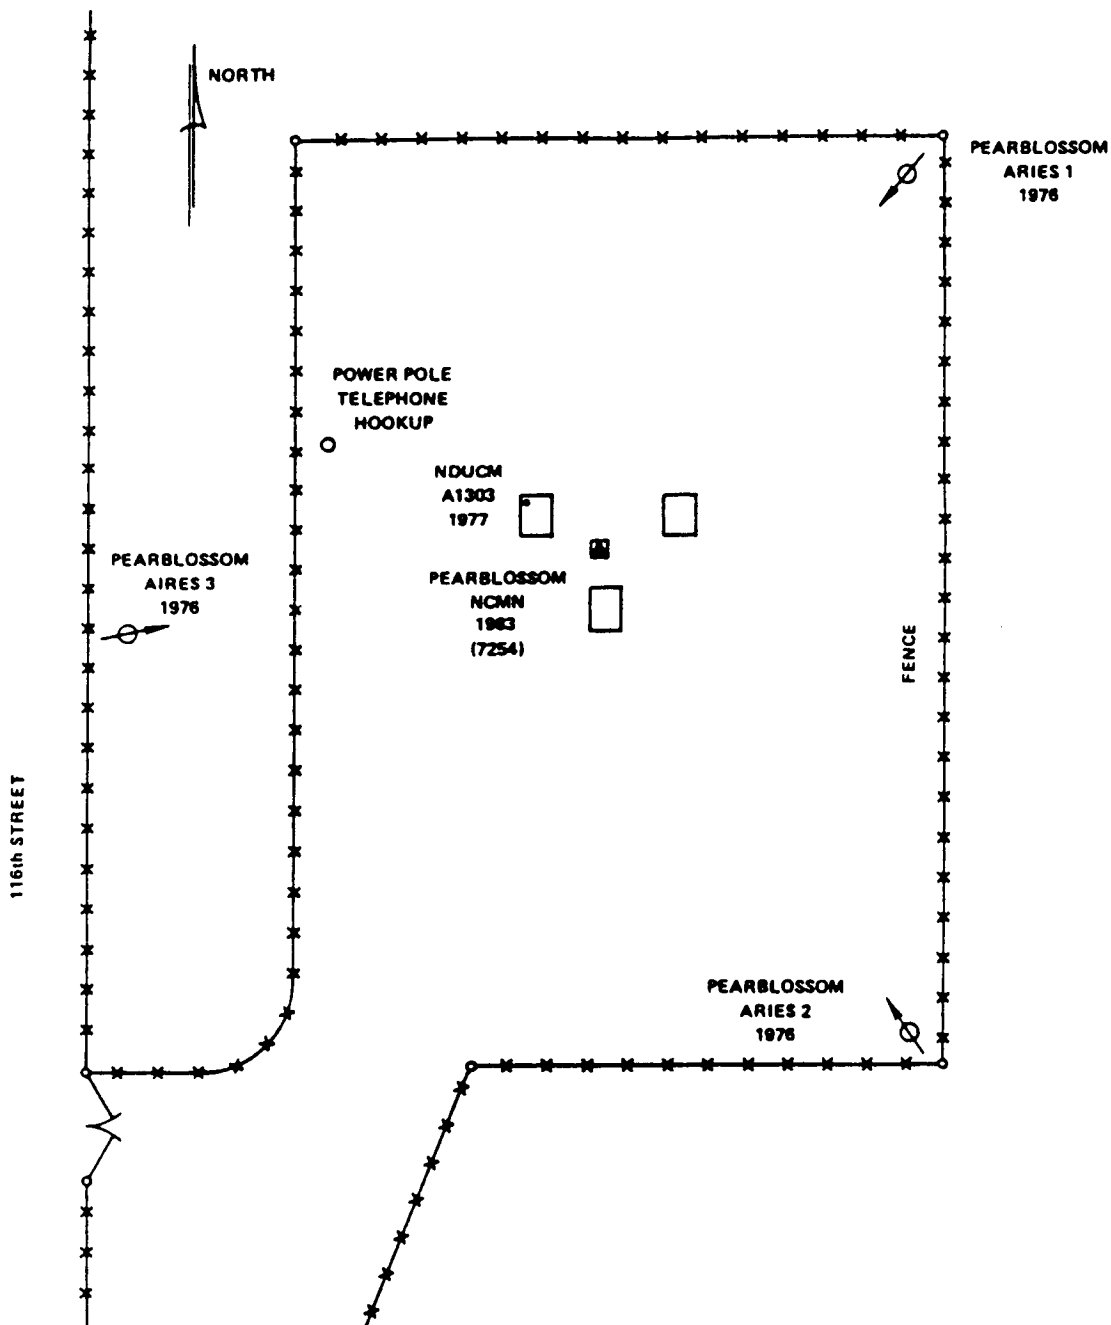 NORTH
PEARBLOSSOM
ARIES 1
1976
POWER POLE
TELEPHONE
HOOKUP
NDUCM
A1303
1977
PEARBLOSSOM
AIRES 3
1976
PEARBLOSSOM
NCMN
1983
(7254)
FENCE
116th STREET
PEARBLOSSOM
ARIES 2
1976